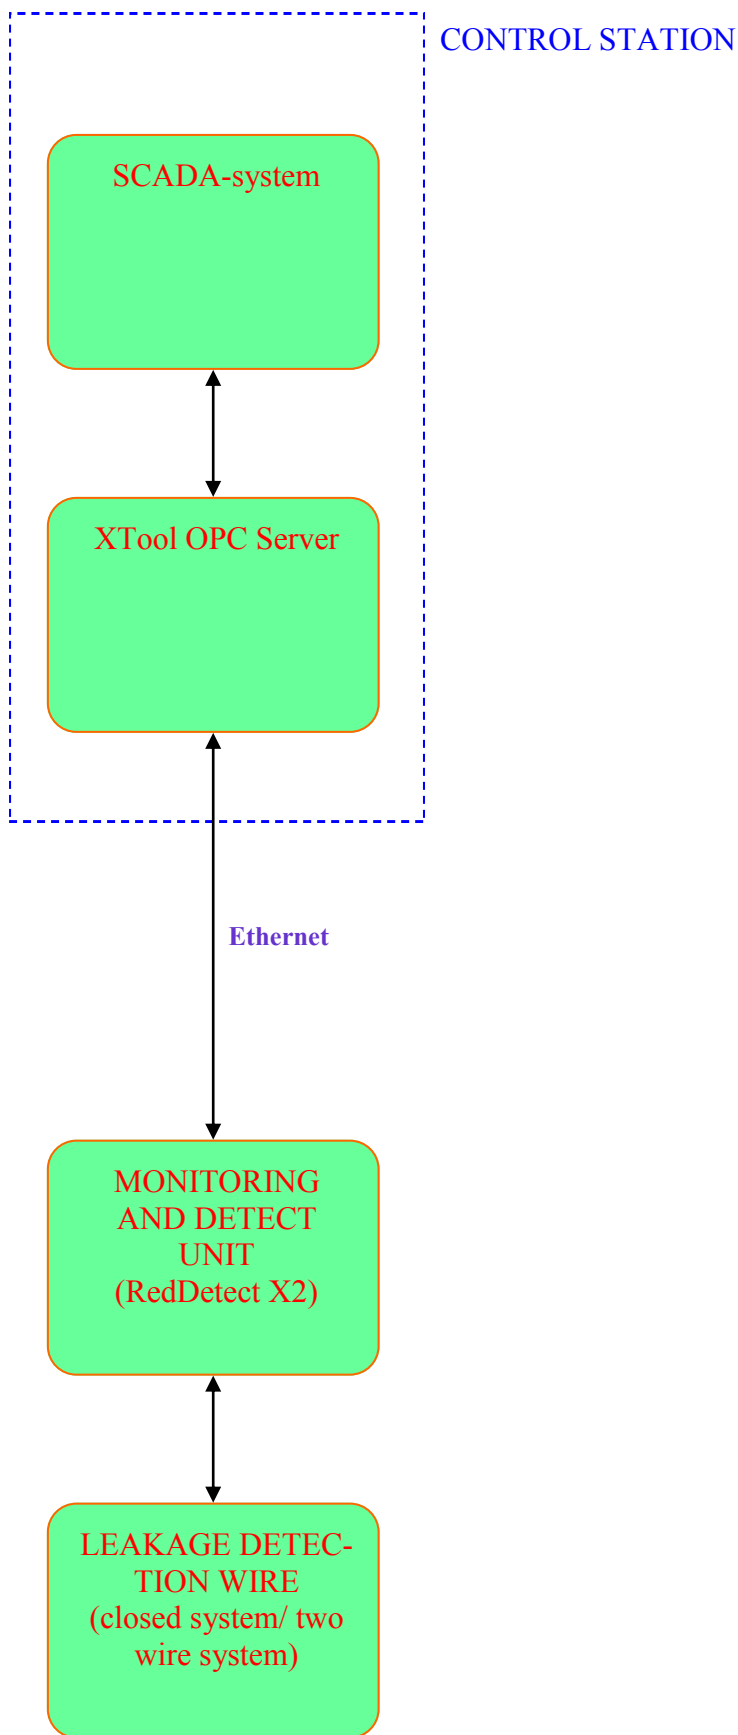 CONTROL STATION
SCADA-system
XTool OPC Server
Ethernet
MONITORING
AND DETECT
UNIT
(RedDetect X2)
LEAKAGE DETEC-
TION WIRE
(closed system/ two
wire system)